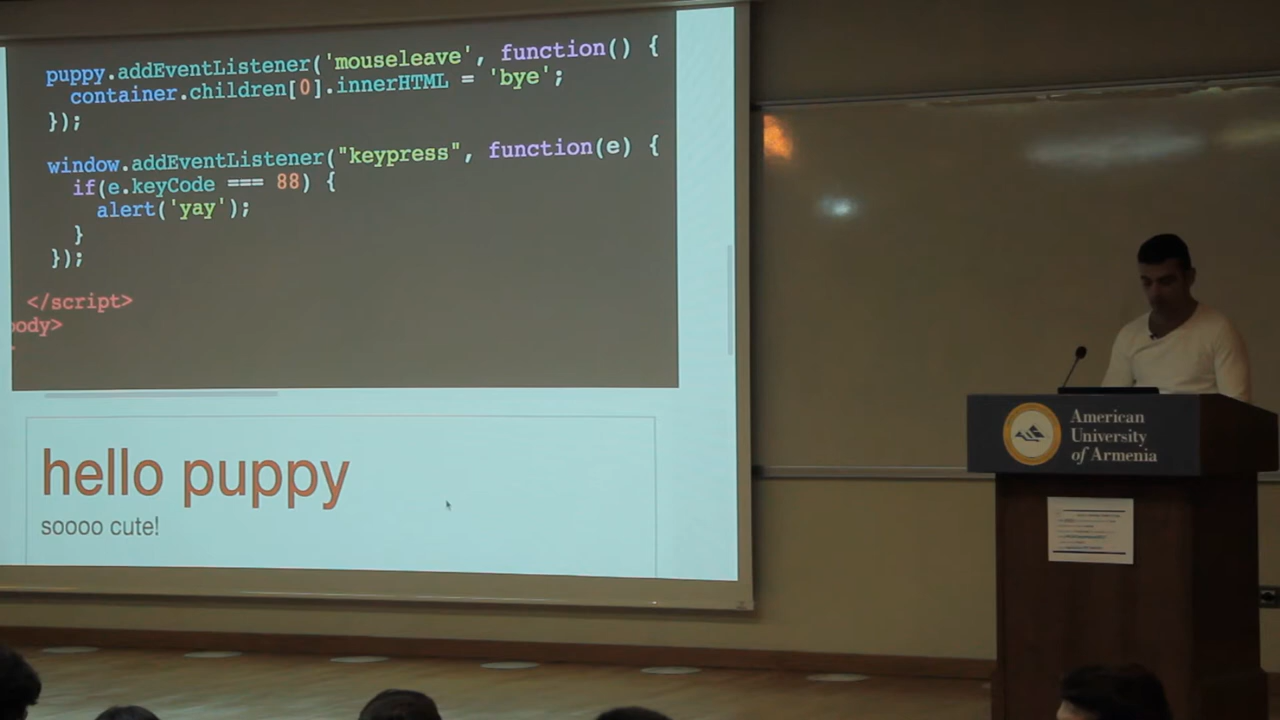 puppy.addEventListener('mouseleave', function() {
container.children[0].innerHTML = 'bye';
});
window.addEventListener("keypress", function(e) {
if(e.keyCode === 88) {
alert('yay');
}
});
</script>
body>
hello puppy
soooo cute!
American
University
of Armenia